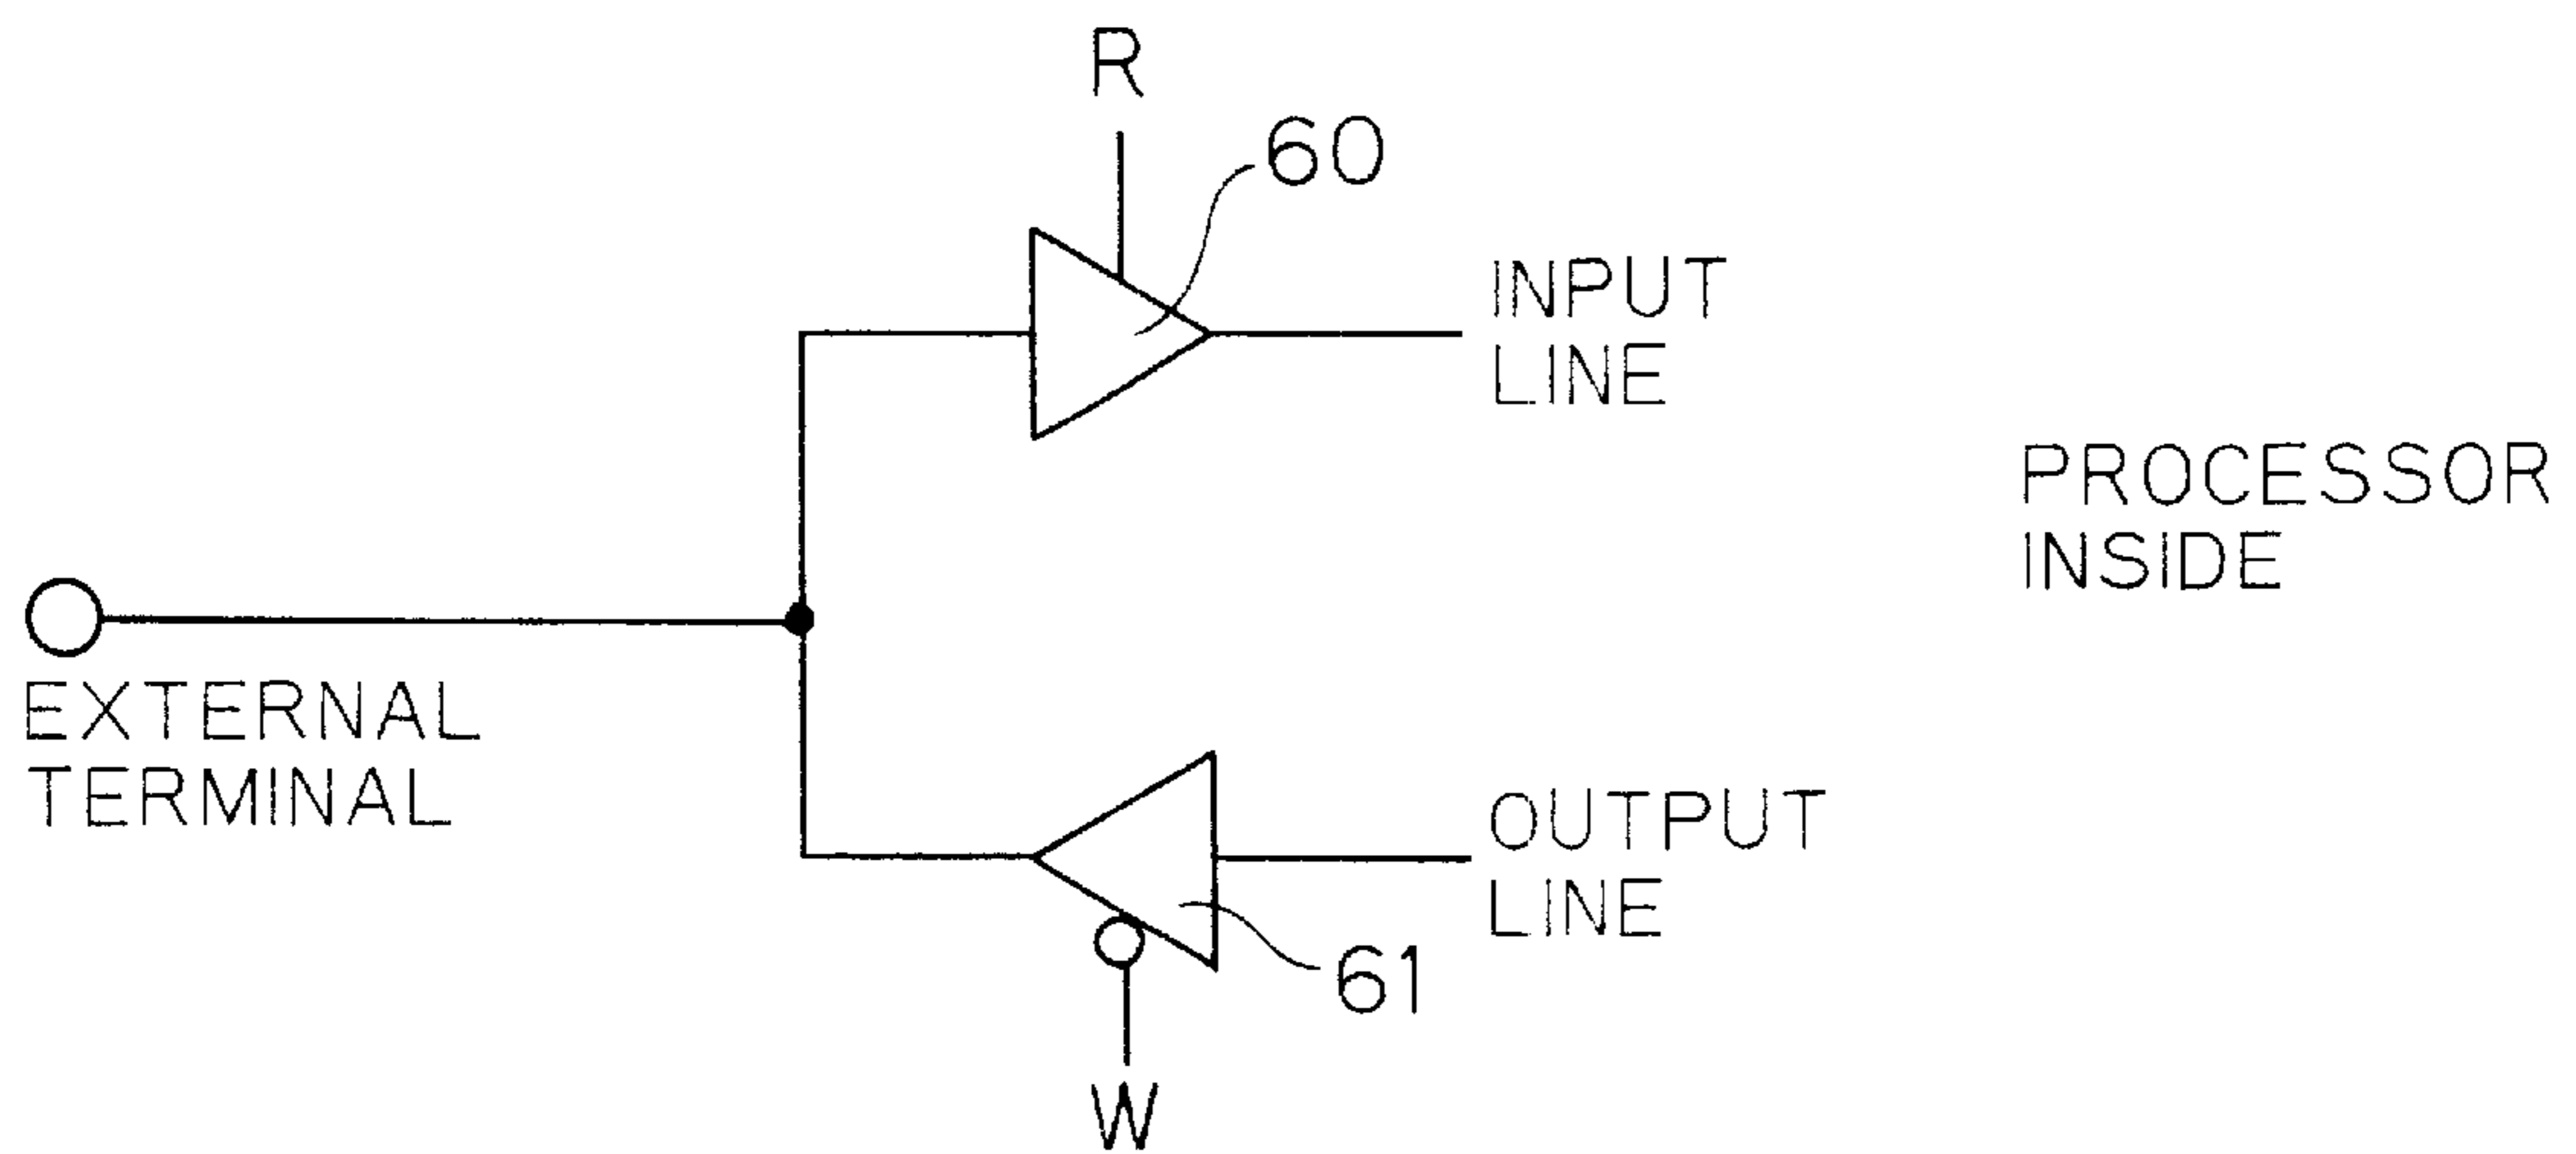 R
60
INPUT
LINE
PROCESSOR
INSIDE
EXTERNAL
TERMINAL
OUTPUT
LINE
61
W